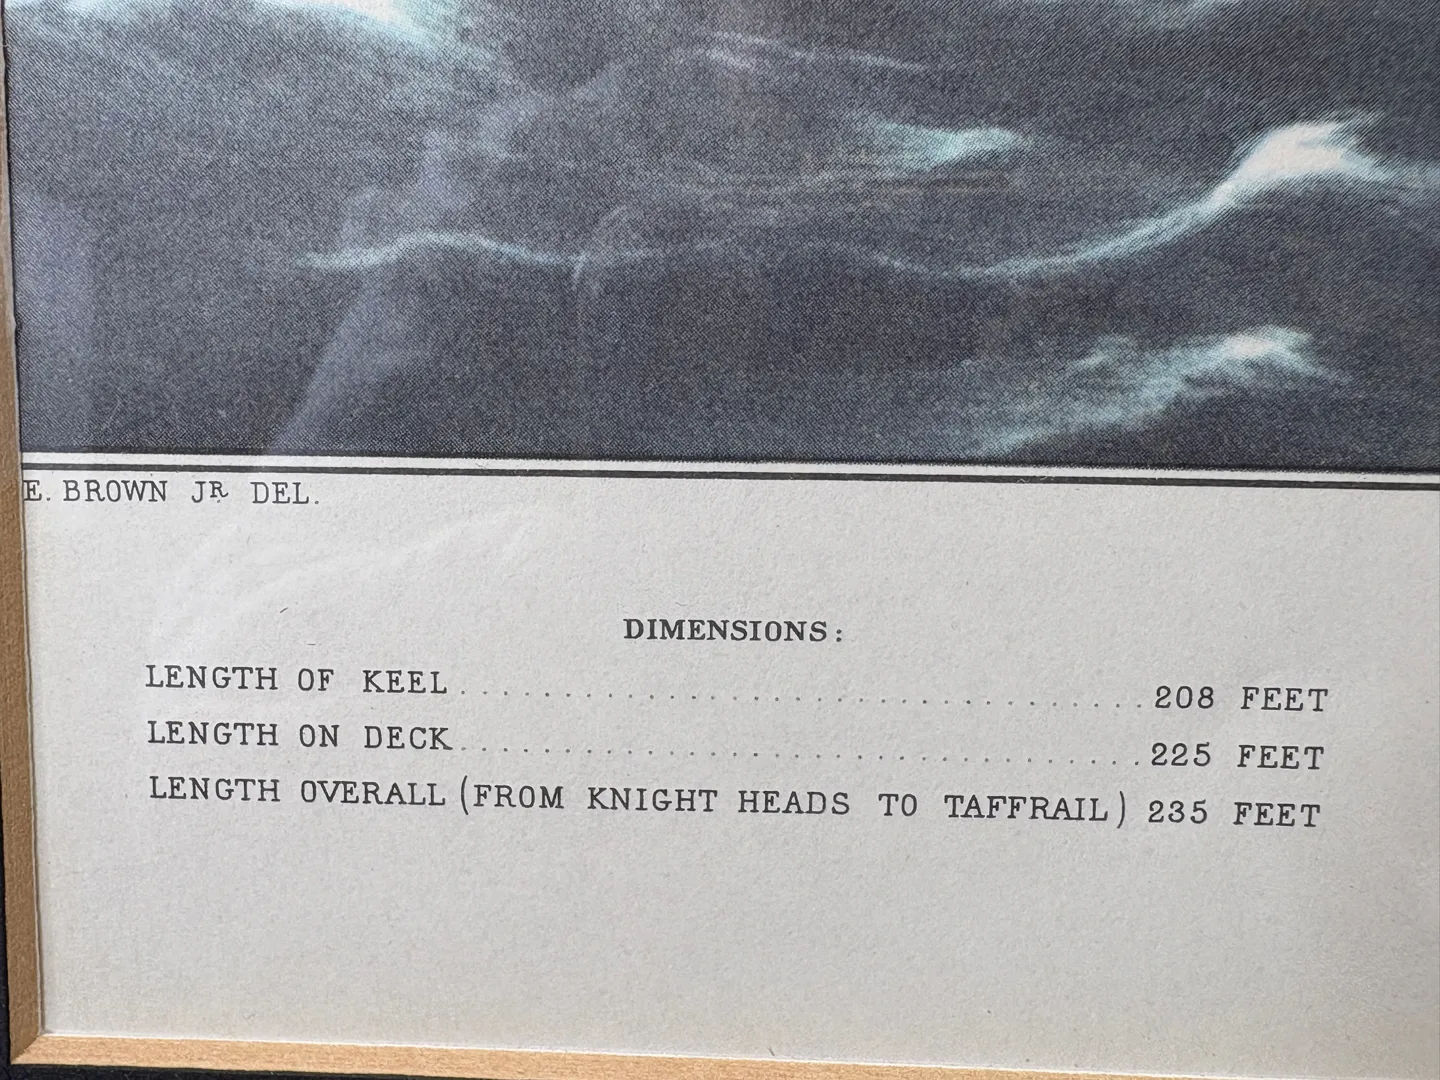 E. BROWN JR DEL.
DIMENSIONS:
LENGTH OF KEEL........................................208 FEET
LENGTH ON DECK........................................225 FEET
LENGTH OVERALL (FROM KNIGHT HEADS TO TAFFRAIL) 235 FEET